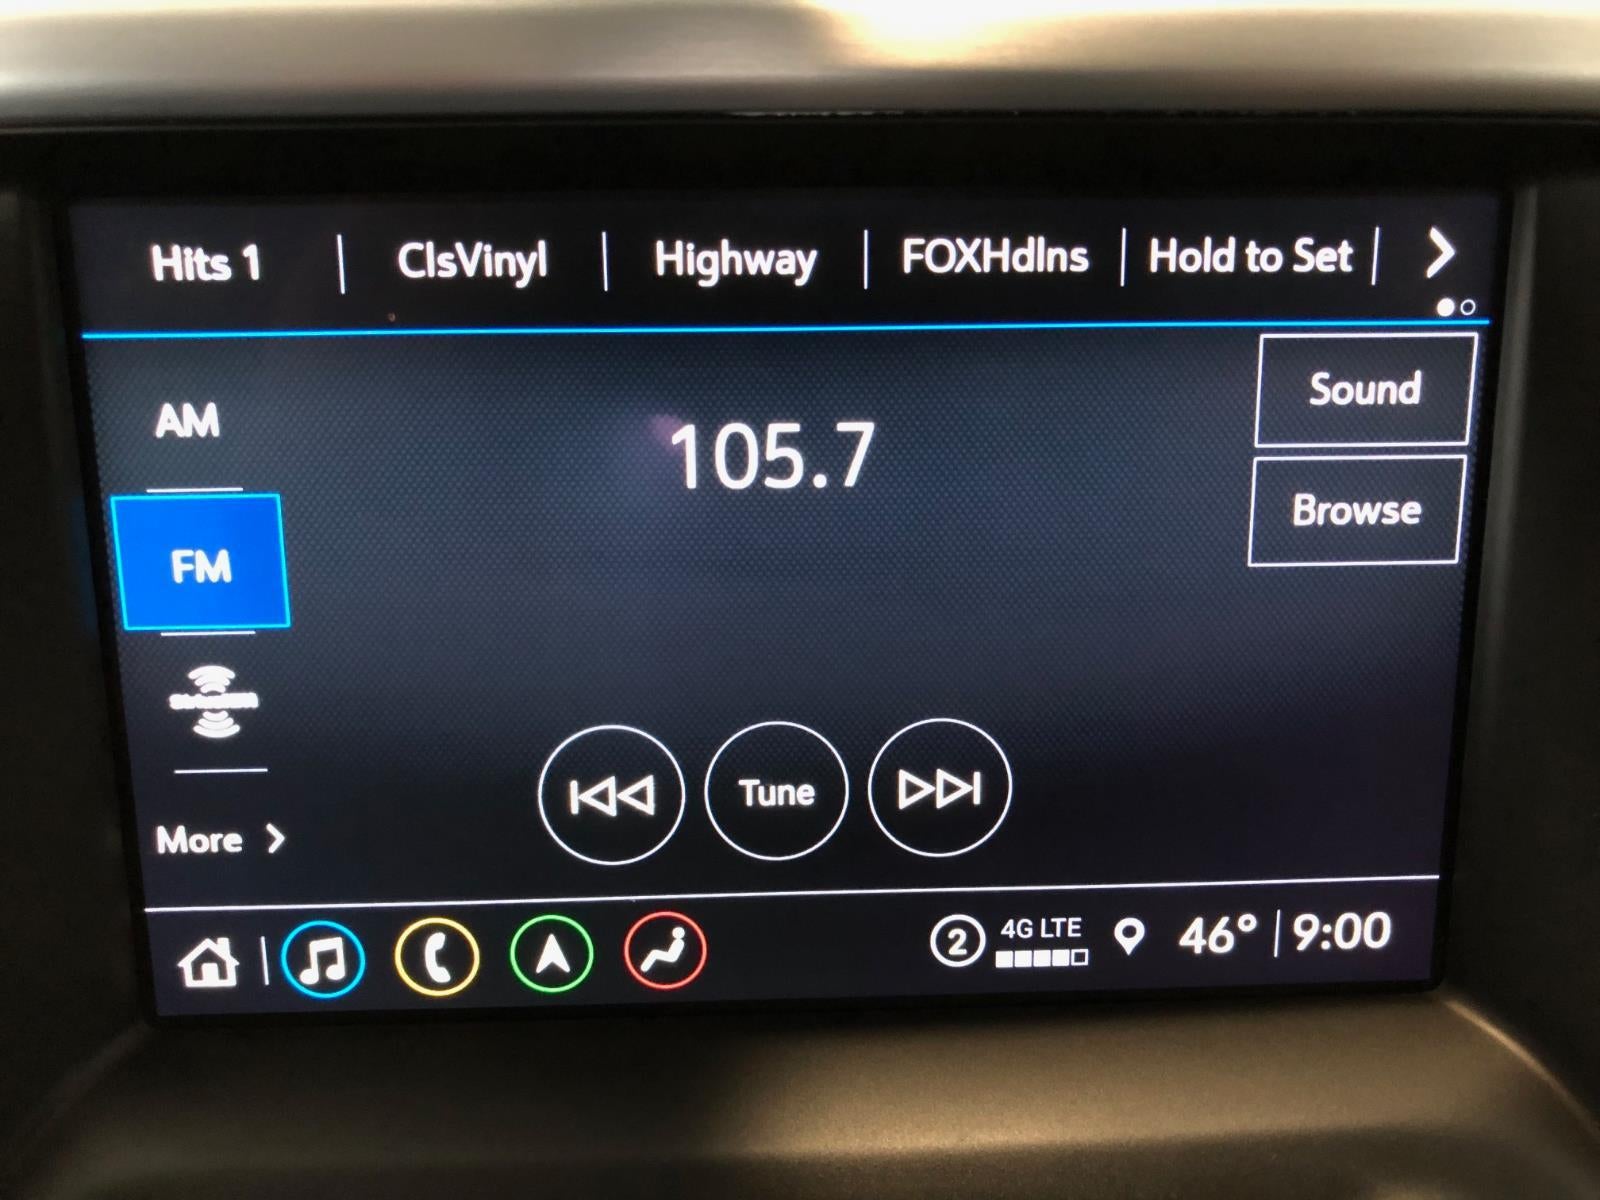 Hits 1 | ClsVinyl | Highway | FOXHdlns | Hold to Set |
Sound
AM
105.7
Browse
FM
Tune
More
2 4G LTE 46° | 9:00